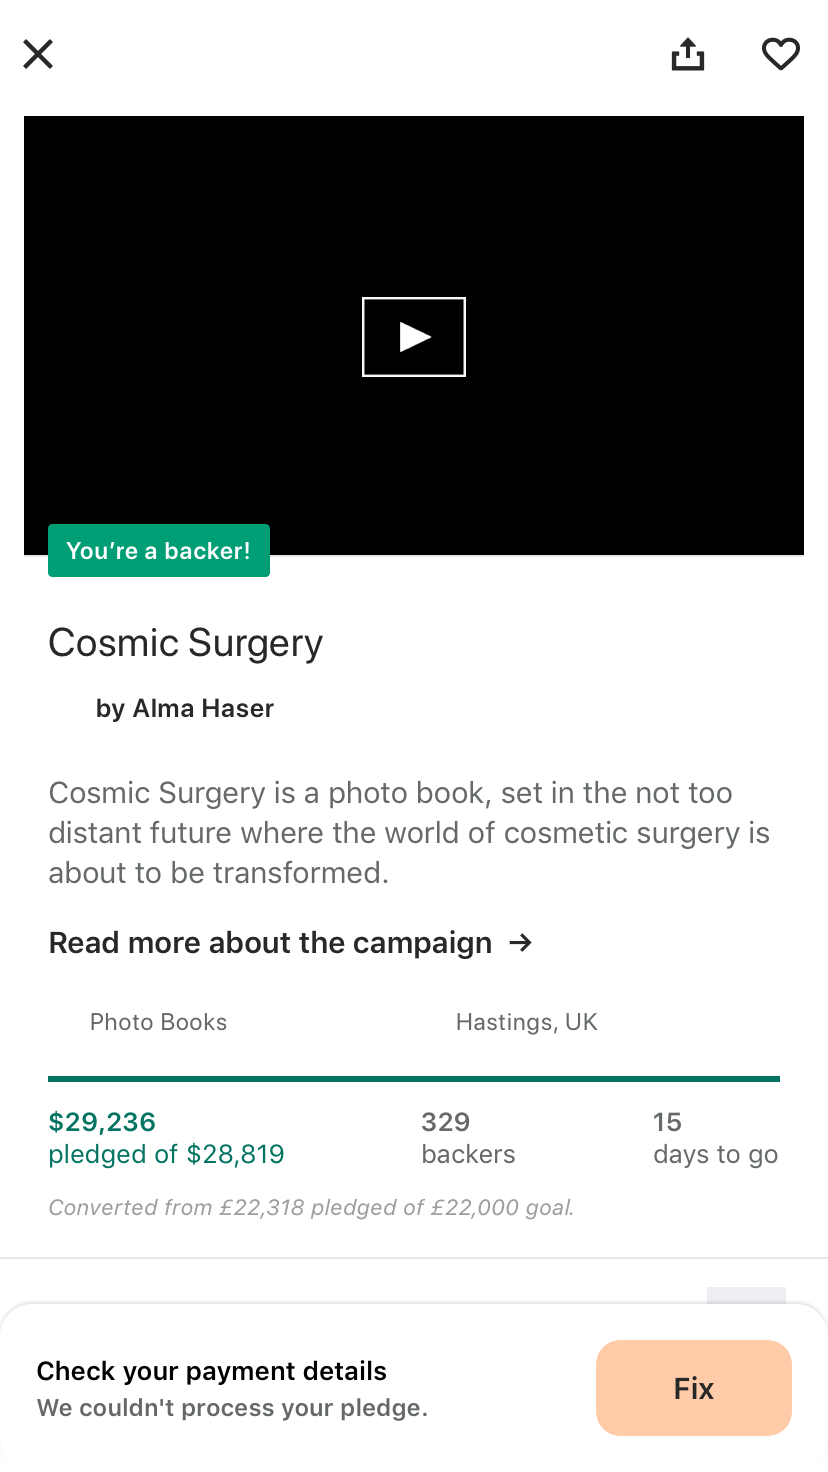 You’re a backer!
Cosmic Surgery
by Alma Haser
Cosmic Surgery is a photo book, set in the not too
distant future where the world of cosmetic surgery is
about to be transformed.
Read more about the campaign →
Photo Books
Hastings, UK
$29,236
pledged of $28,819
329
backers
15
days to go
Converted from £22,318 pledged of £22,000 goal.
Check your payment details
We couldn't process your pledge.
Fix